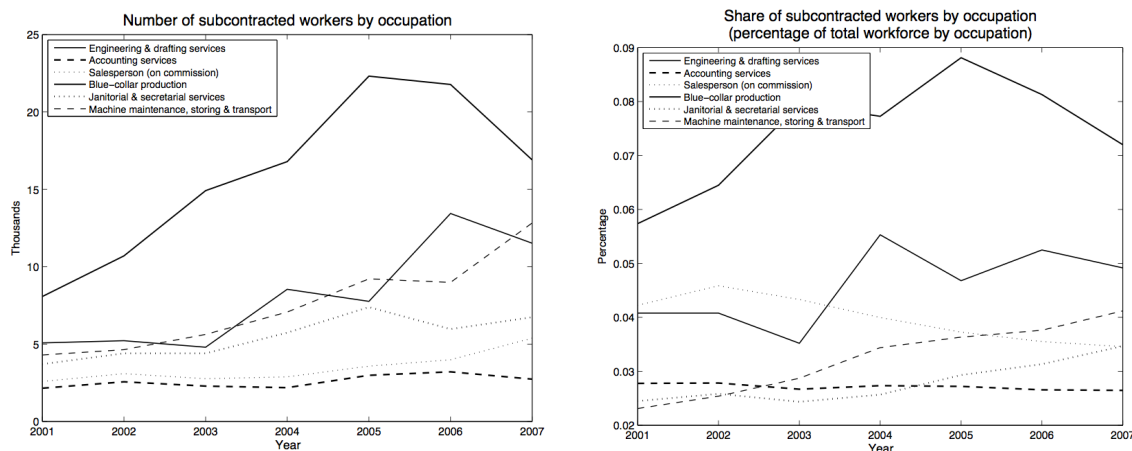 Number of subcontracted workers by occupation
25
20
15
10
5
0
Thousands
Engineering & drafting services
Accounting services
Salesperson (on commission)
Blue−collar production
Janitorial & secretarial services
Machine maintenance, storing & transport
2001 2002 2003 2004 2005 2006 2007
Year
Share of subcontracted workers by occupation
(percentage of total workforce by occupation)
0.09
0.08
0.07
0.06
0.05
0.04
0.03
0.02
Percentage
Engineering & drafting services
Accounting services
Salesperson (on commission)
Blue−collar production
Janitorial & secretarial services
Machine maintenance, storing & transport
2001 2002 2003 2004 2005 2006 2007
Year